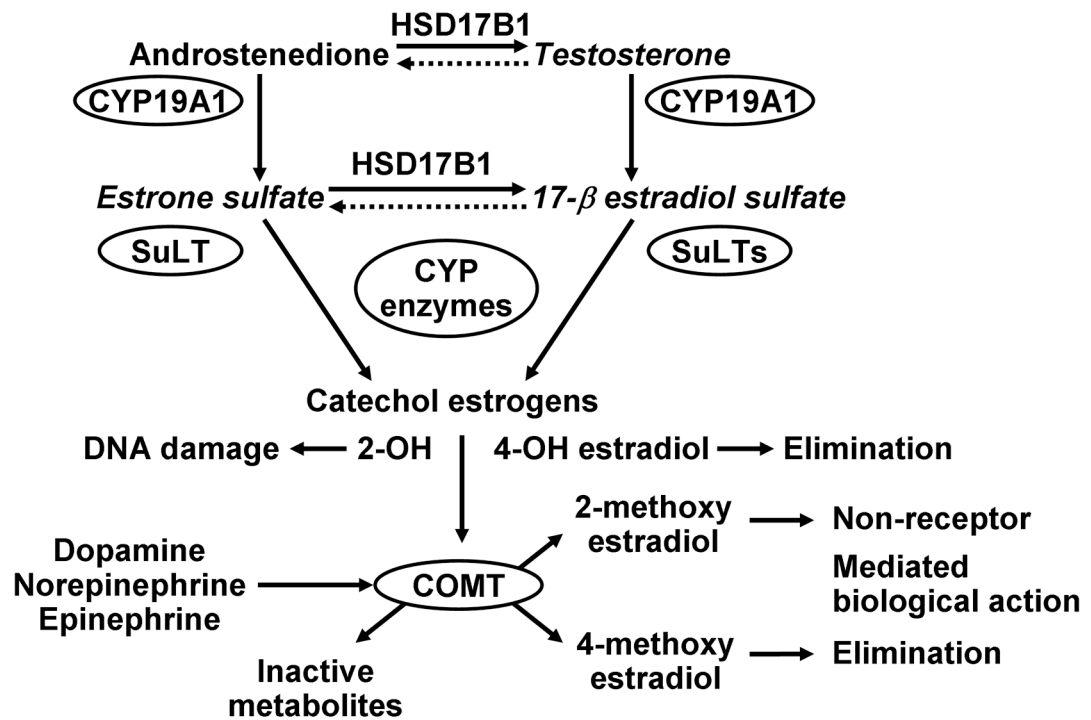 HSD17B1
Androstenedione Testosterone
CYP19A1 CYP19A1
HSD17B1
Estrone sulfate 17-β estradiol sulfate
SuLT SuLTs
CYP
enzymes
Catechol estrogens
DNA damage 2-OH 4-OH estradiol Elimination
2-methoxy
estradiol
Non-receptor
Mediated
biological action
Dopamine
Norepinephrine
Epinephrine
COMT
4-methoxy
estradiol
Elimination
Inactive
metabolites